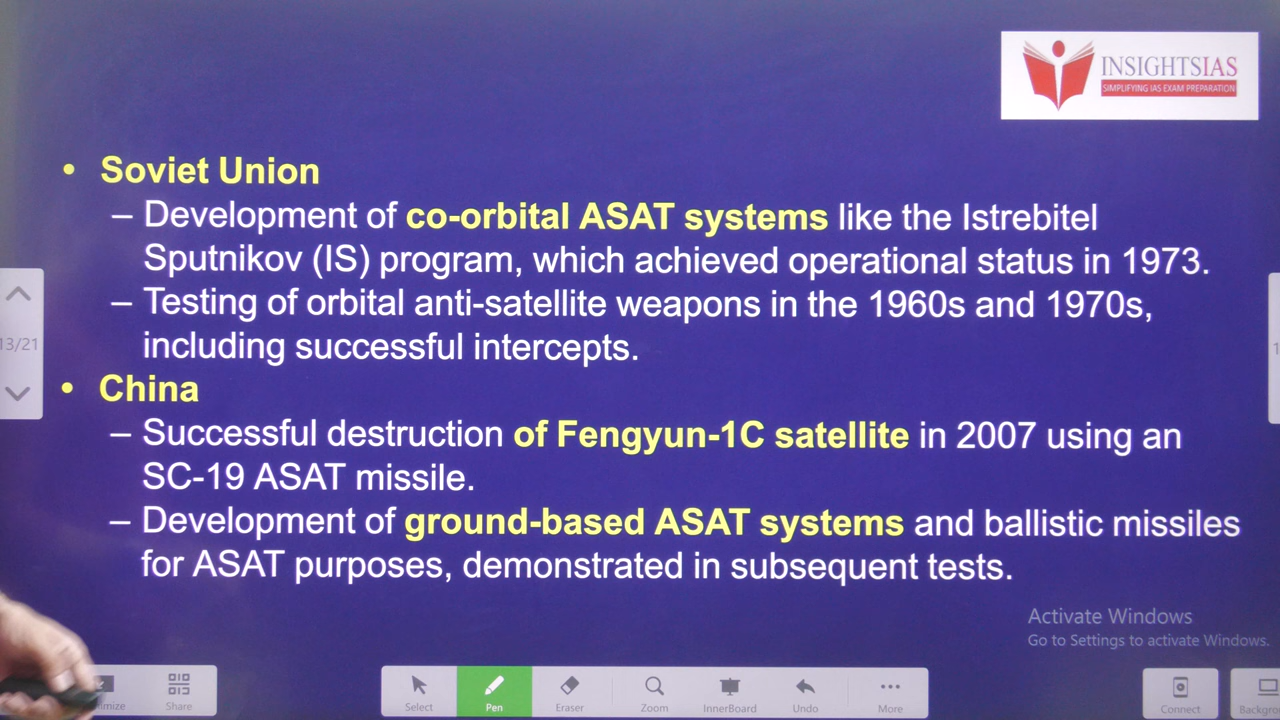 INSIGHTSIAS
SIMPLIFYING IAS EXAM PREPARATION
• Soviet Union
– Development of co-orbital ASAT systems like the Istrebitel
Sputnikov (IS) program, which achieved operational status in 1973.
– Testing of orbital anti-satellite weapons in the 1960s and 1970s,
including successful intercepts.
• China
– Successful destruction of Fengyun-1C satellite in 2007 using an
SC-19 ASAT missile.
– Development of ground-based ASAT systems and ballistic missiles
for ASAT purposes, demonstrated in subsequent tests.
13/21
Activate Windows
Go to Settings to activate Windows.
Share
Select
Pen
Eraser
Zoom
InnerBoard
Undo
More
Connect